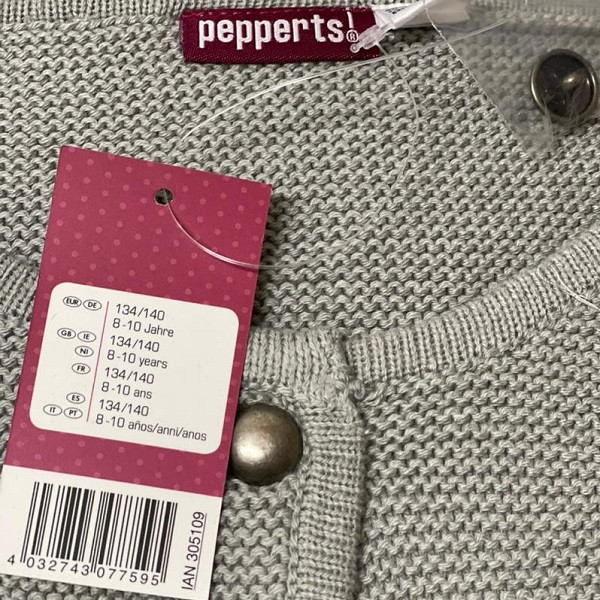 pepperts!®
EUR DE
134/140
8-10 Jahre
GB IE
NI
134/140
8-10 years
FR
134/140
8-10 ans
ES
IT PT
134/140
8-10 años/anni/anos
4 032743 077595
IAN 305109